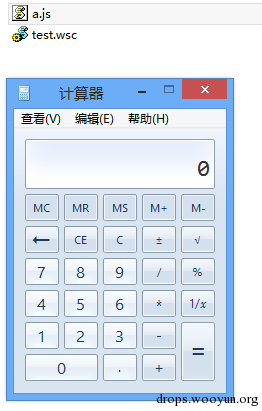 a.js
test.wsc
计算器
查看(V) 编辑(E) 帮助(H)
0
MC MR MS M+ M-
← CE C ± √
7 8 9 / %
4 5 6 * 1/x
1 2 3 - =
0 . +
drops.wooyun.org